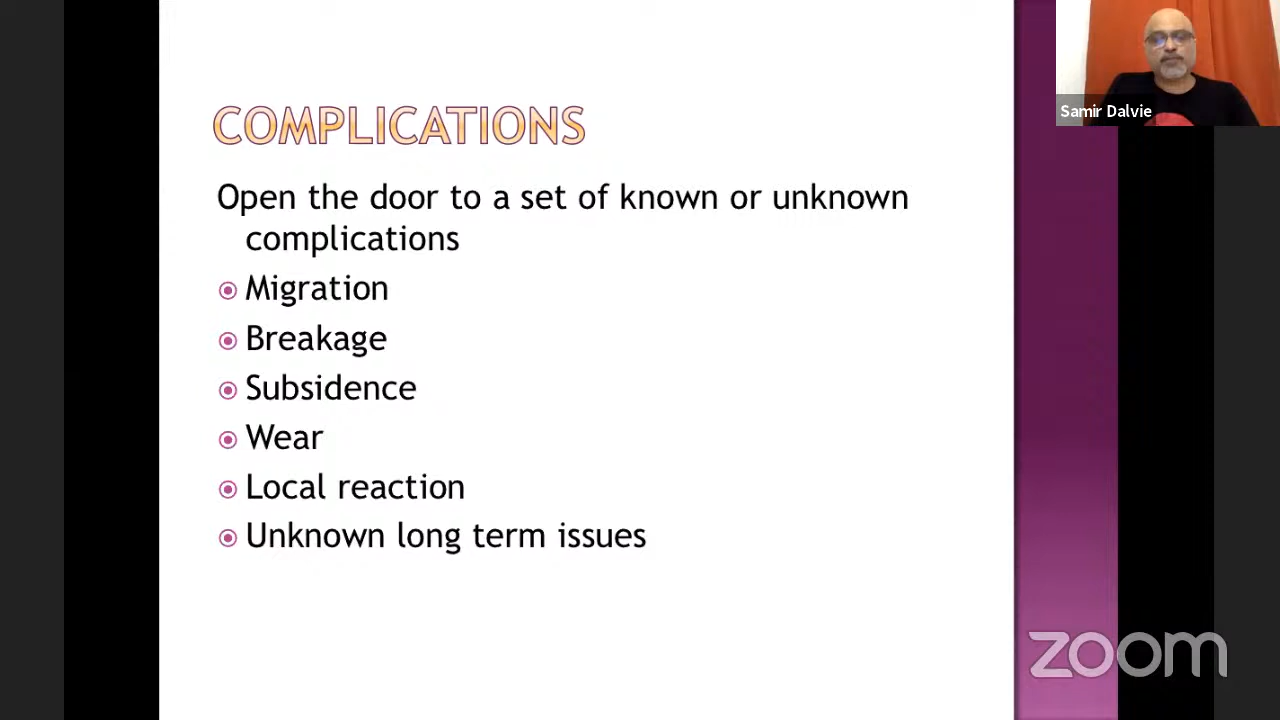 COMPLICATIONS
Open the door to a set of known or unknown
complications
Migration
Breakage
Subsidence
Wear
Local reaction
Unknown long term issues
Samir Dalvie
zoom